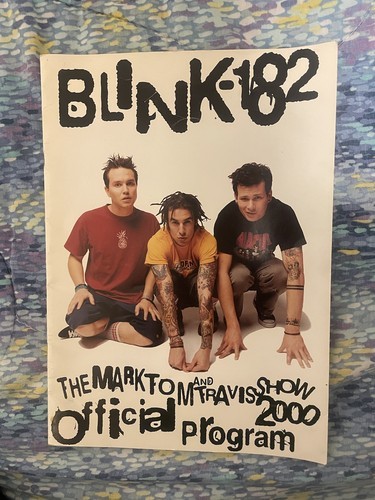 BLINK-182
THE MARK TOM AND TRAVIS SHOW
2000
Official program